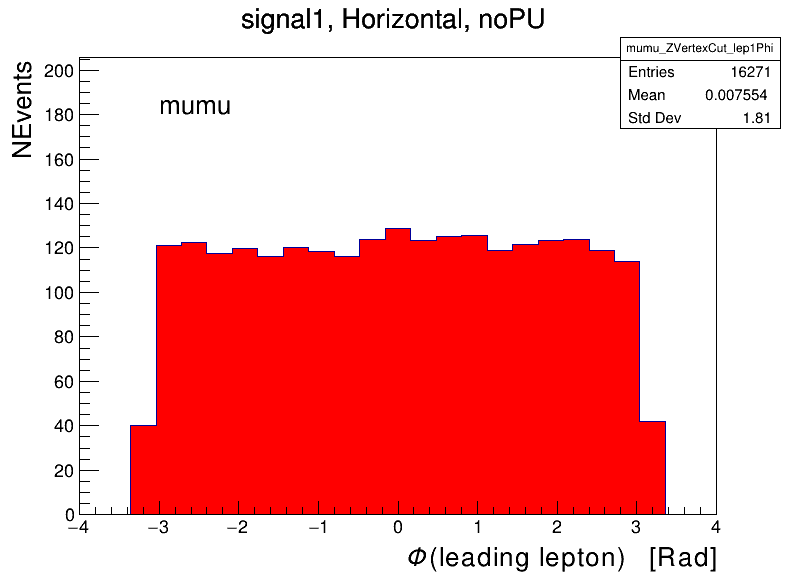 signal1, Horizontal, noPU
mumu_ZVertexCut_lep1Phi
Entries 16271
Mean 0.007554
Std Dev 1.81
NEvents
mumu
200
180
160
140
120
100
80
60
40
20
0
−4 −3 −2 −1 0 1 2 3 4
Φ(leading lepton) [Rad]